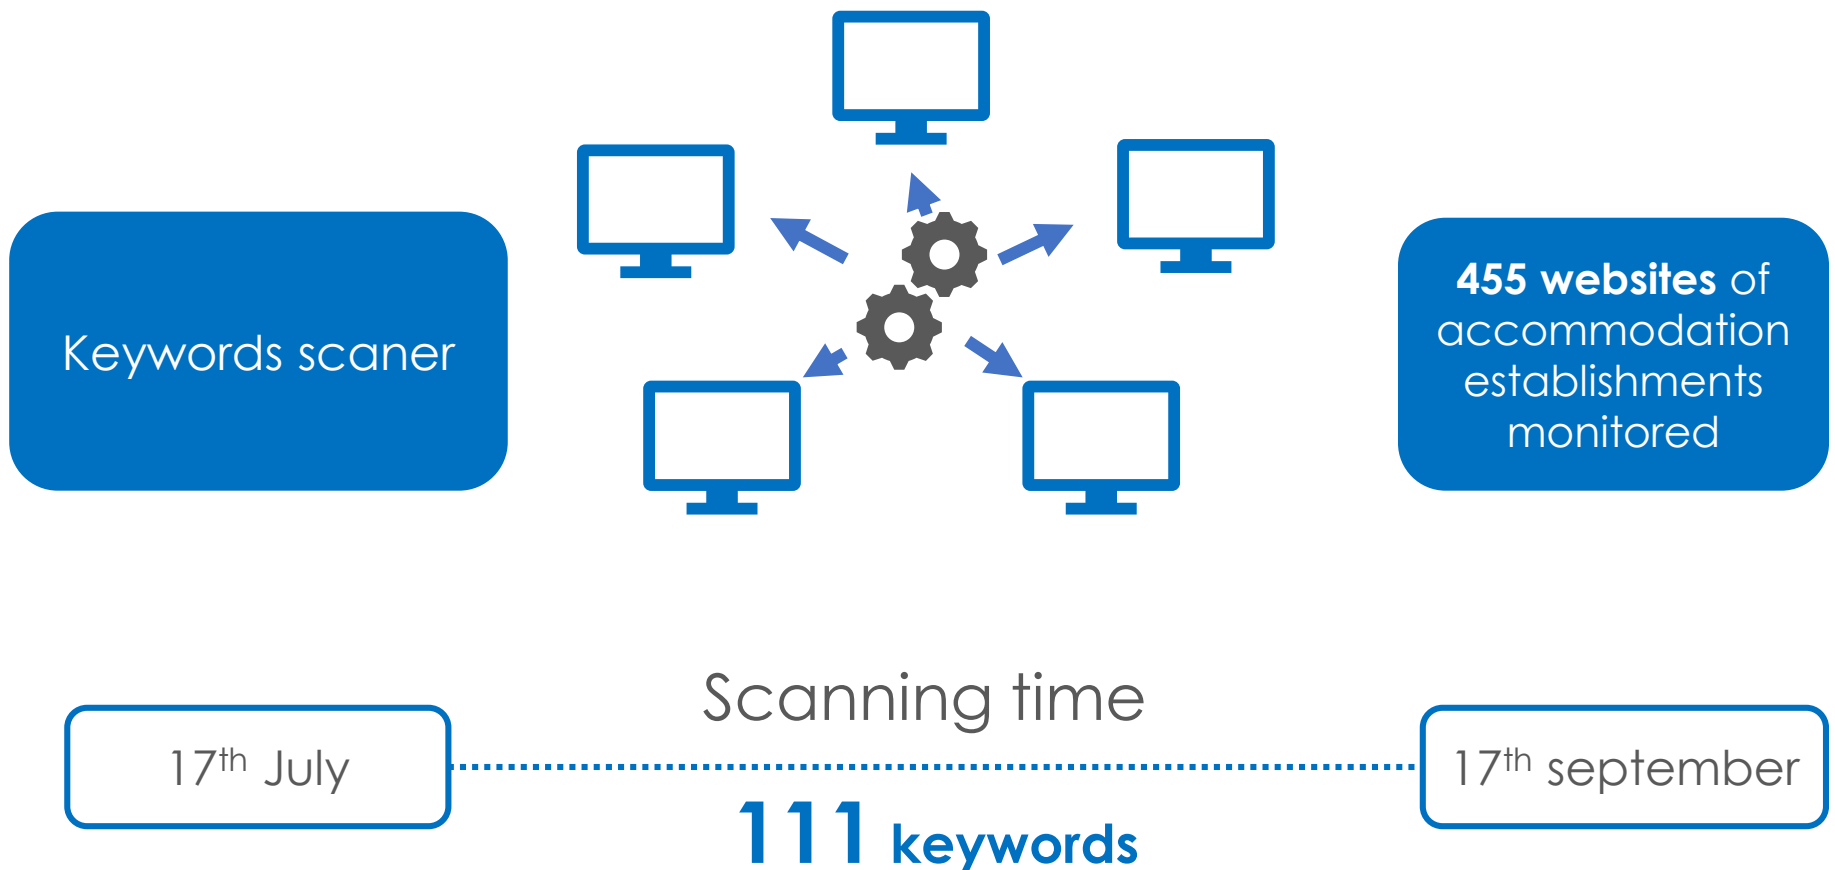 Keywords scaner
455 websites of
accommodation
establishments
monitored
Scanning time
17th July
17th september
111 keywords